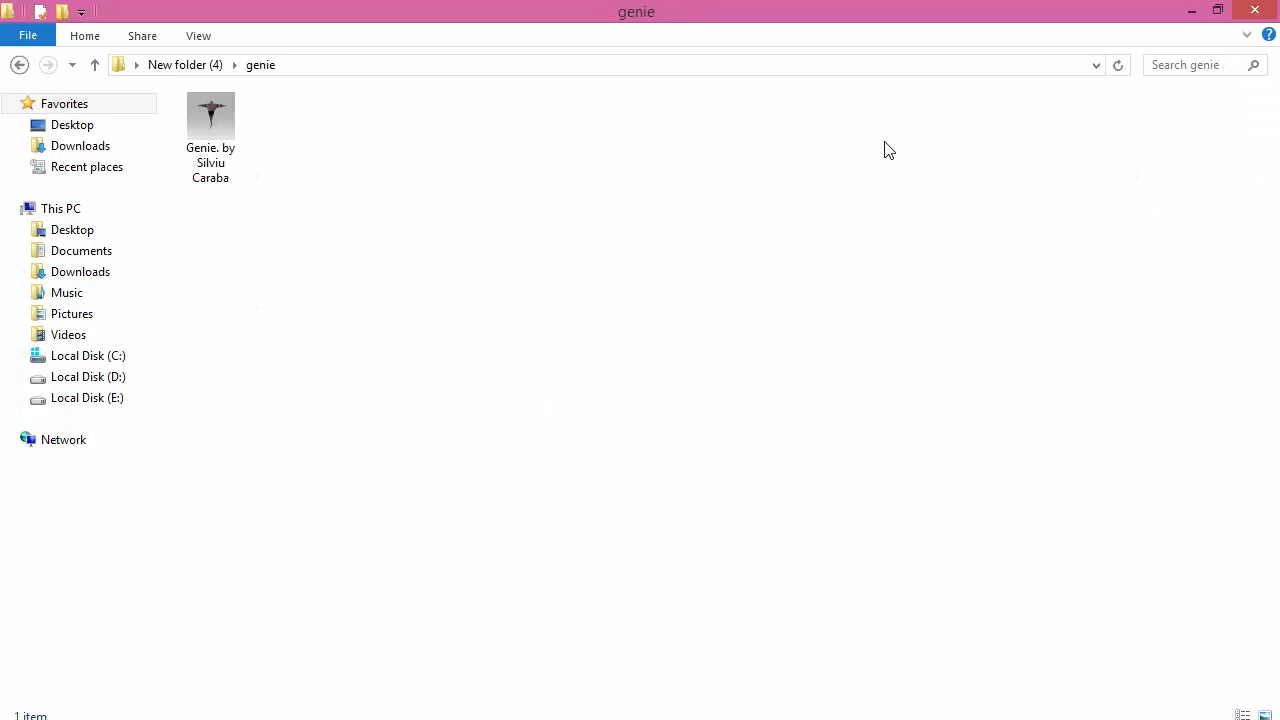 genie
File Home Share View
New folder (4) genie
Search genie
Favorites
Desktop
Downloads
Recent places
This PC
Desktop
Documents
Downloads
Music
Pictures
Videos
Local Disk (C:)
Local Disk (D:)
Local Disk (E:)
Network
Genie. by
Silviu
Caraba
1 item